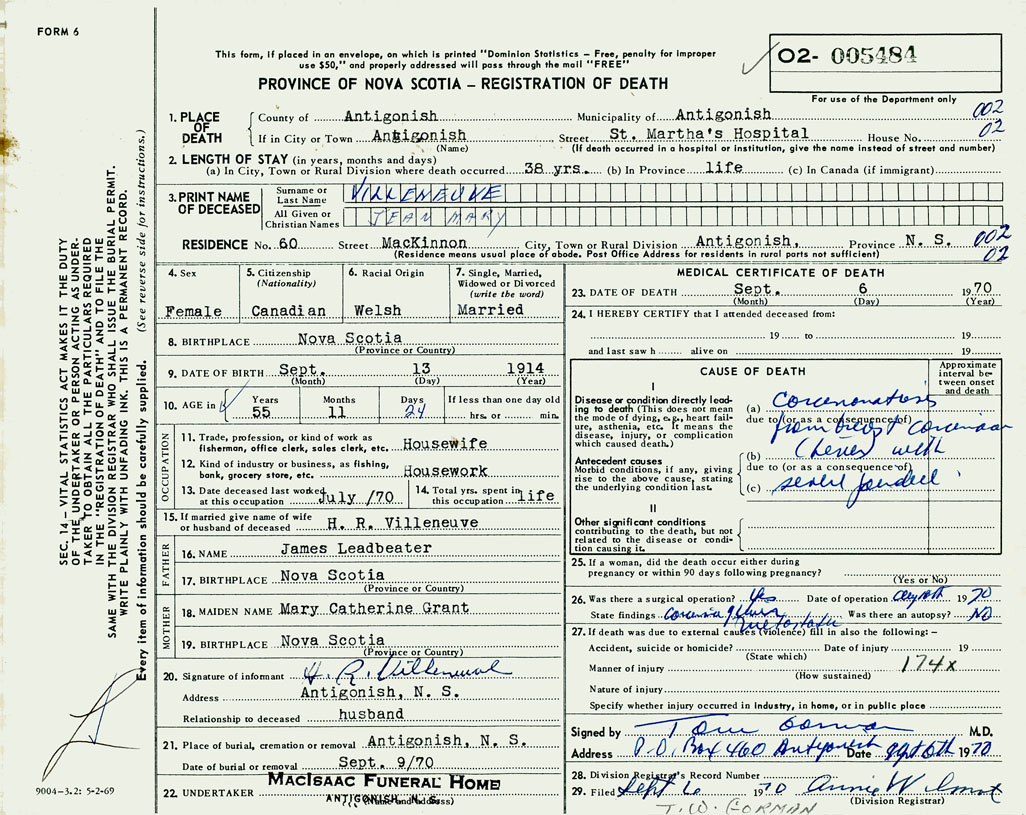 FORM 6
This form, if placed in an envelope, on which is printed "Dominion Statistics – Free, penalty for improper
use $50," and properly addressed will pass through the mail "FREE"
PROVINCE OF NOVA SCOTIA – REGISTRATION OF DEATH
02- 005484
For use of the Department only
1. PLACE OF DEATH
County of Antigonish Municipality of Antigonish 002
If in City or Town Antigonish Street St. Martha's Hospital House No. 02
(Name) (If death occurred in a hospital or institution, give the name instead of street and number)
2. LENGTH OF STAY (in years, months and days)
(a) In City, Town or Rural Division where death occurred 38 yrs. (b) In Province life (c) In Canada (if immigrant)
3. PRINT NAME OF DECEASED
Surname or Last Name VILLENEUVE
All Given or Christian Names JEAN MARY
RESIDENCE No. 60 Street MacKinnon City, Town or Rural Division Antigonish, Province N. S. 002
(Residence means usual place of abode. Post Office Address for residents in rural parts not sufficient) 02
4. Sex
Female
5. Citizenship
(Nationality)
Canadian
6. Racial Origin
Welsh
7. Single, Married,
Widowed or Divorced
(write the word)
Married
8. BIRTHPLACE Nova Scotia
(Province or Country)
9. DATE OF BIRTH Sept. 13 1914
(Month) (Day) (Year)
10. AGE in Years Months Days If less than one day old
55 11 24 hrs. or min.
OCCUPATION
11. Trade, profession, or kind of work as
fisherman, office clerk, sales clerk, etc. Housewife
12. Kind of industry or business, as fishing,
bank, grocery store, etc. Housework
13. Date deceased last worked
at this occupation July /70
14. Total yrs. spent in
this occupation life
15. If married give name of wife
or husband of deceased H. R. Villeneuve
FATHER
16. NAME James Leadbeater
17. BIRTHPLACE Nova Scotia
(Province or Country)
MOTHER
18. MAIDEN NAME Mary Catherine Grant
19. BIRTHPLACE Nova Scotia
(Province or Country)
20. Signature of informant H. R. Villeneuve
Address Antigonish, N. S.
Relationship to deceased husband
21. Place of burial, cremation or removal Antigonish, N. S.
Date of burial or removal Sept. 9/70
22. UNDERTAKER MacIsaac Funeral Home
ANTIGONISH, N. S.
(Name and address)
MEDICAL CERTIFICATE OF DEATH
23. DATE OF DEATH Sept. 6 1970
(Month) (Day) (Year)
24. I HEREBY CERTIFY that I attended deceased from:
19 to 19
and last saw h alive on 19
CAUSE OF DEATH
Approximate interval between onset and death
I
Disease or condition directly leading to death (This does not
mean the mode of dying, e.g., heart failure, asthenia, etc. It means the
disease, injury, or complication
which caused death.)
(a) Carcinomatosis
due to (or as a consequence of)
from breast carcinoma
Antecedent causes
Morbid conditions, if any, giving
rise to the above cause, stating
the underlying condition last.
(b) with
due to (or as a consequence of)
(c)
II
Other significant conditions
contributing to the death, but not
related to the disease or condition causing it.
25. If a woman, did the death occur either during
pregnancy or within 90 days following pregnancy?
(Yes or No)
26. Was there a surgical operation? Yes Date of operation 1970
State findings Was there an autopsy? NO
27. If death was due to external causes (violence) fill in also the following: –
Accident, suicide or homicide? Date of injury 19
(State which)
Manner of injury 174X
(How sustained)
Nature of injury
Specify whether injury occurred in industry, in home, or in public place
Signed by Tom Gorman M.D.
Address P.O. Box 460 Antigonish Date Sept 6th 1970
28. Division Registrar's Record Number
29. Filed Sept 6 1970 Annie Wilmot
(Division Registrar)
T. W. GORMAN
SEC. 14 – VITAL STATISTICS ACT MAKES IT THE DUTY
OF THE UNDERTAKER OR PERSON ACTING AS UNDERTAKER TO OBTAIN ALL THE PARTICULARS REQUIRED
IN THE "REGISTRATION OF DEATH" AND TO FILE THE
SAME WITH THE DIVISION REGISTRAR WHO SHALL ISSUE THE BURIAL PERMIT.
WRITE PLAINLY WITH UNFADING INK. THIS IS A PERMANENT RECORD.
Every item of information should be carefully supplied. (See reverse side for instructions.)
9004–3.2: 5-2-69